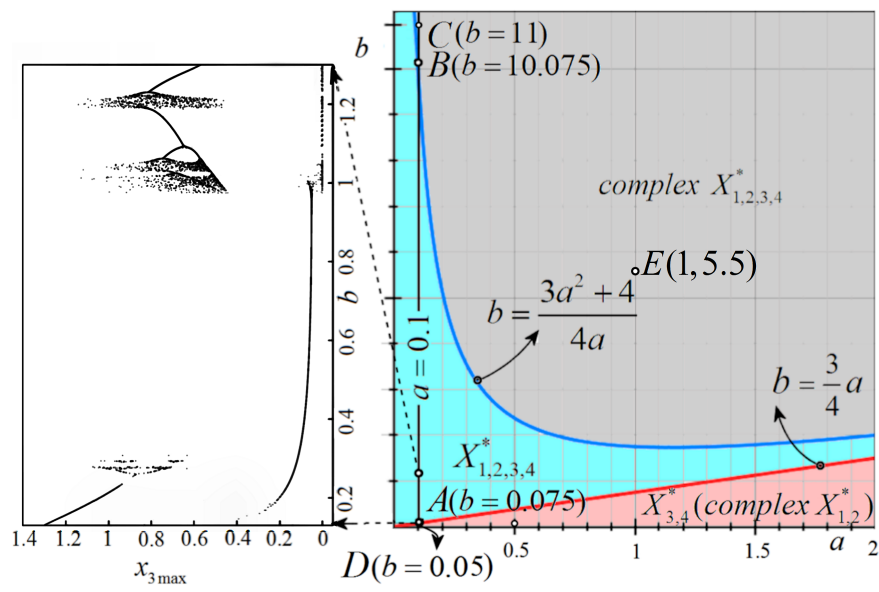 b
C(b = 11)
B(b = 10.075)
complex X*1,2,3,4
E(1, 5.5)
b = (3a² + 4) / 4a
a = 0.1
b = 3/4 a
X*1,2,3,4
A(b = 0.075)
X*3,4 (complex X*1,2)
D(b = 0.05)
0.5
1
1.5
a
2
1.2
1
0.8
b
0.6
0.4
0.2
1.4 1.2 1 0.8 0.6 0.4 0.2 0
x3max